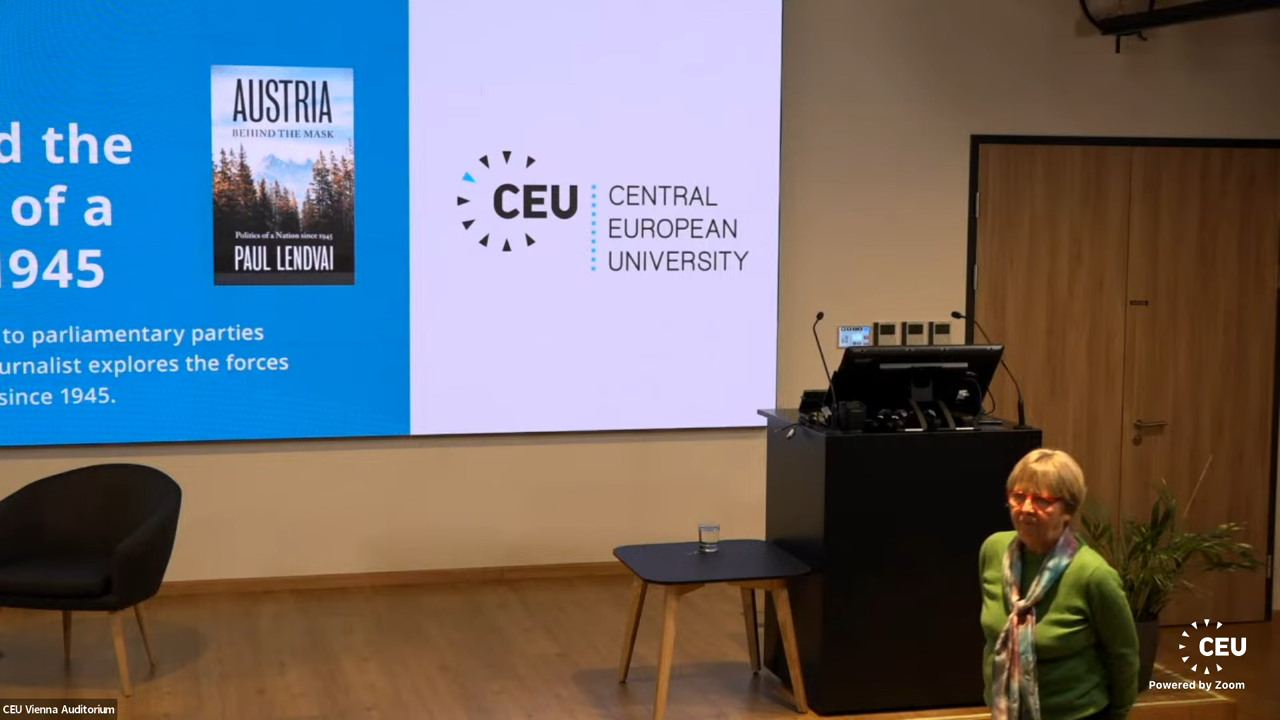 d the
of a
1945
to parliamentary parties
urnalist explores the forces
since 1945.
AUSTRIA
BEHIND THE MASK
Politics of a Nation since 1945
PAUL LENDVAI
CEU
CENTRAL
EUROPEAN
UNIVERSITY
CEU
Powered by Zoom
CEU Vienna Auditorium